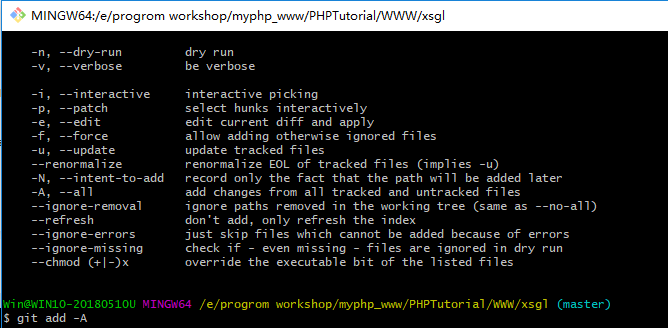 MINGW64:/e/progrom workshop/myphp_www/PHPTutorial/WWW/xsgl
-n, --dry-run dry run
-v, --verbose be verbose
-i, --interactive interactive picking
-p, --patch select hunks interactively
-e, --edit edit current diff and apply
-f, --force allow adding otherwise ignored files
-u, --update update tracked files
--renormalize renormalize EOL of tracked files (implies -u)
-N, --intent-to-add record only the fact that the path will be added later
-A, --all add changes from all tracked and untracked files
--ignore-removal ignore paths removed in the working tree (same as --no-all)
--refresh don't add, only refresh the index
--ignore-errors just skip files which cannot be added because of errors
--ignore-missing check if - even missing - files are ignored in dry run
--chmod (+|-)x override the executable bit of the listed files
Win@WIN10-20180510U MINGW64 /e/progrom workshop/myphp_www/PHPTutorial/WWW/xsgl (master)
$ git add -A